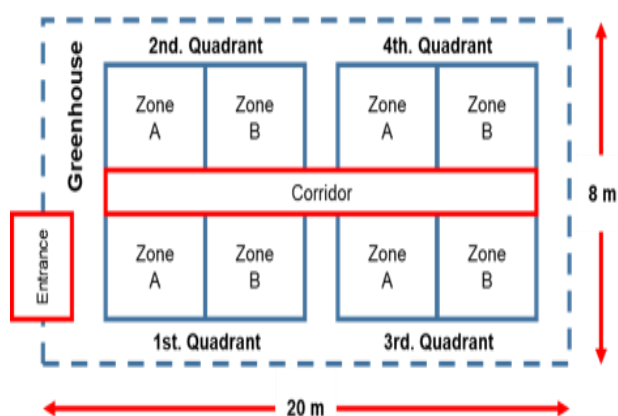 2nd. Quadrant
4th. Quadrant
Greenhouse
Zone
A
Zone
B
Zone
A
Zone
B
Corridor
8 m
Entrance
Zone
A
Zone
B
Zone
A
Zone
B
1st. Quadrant
3rd. Quadrant
20 m